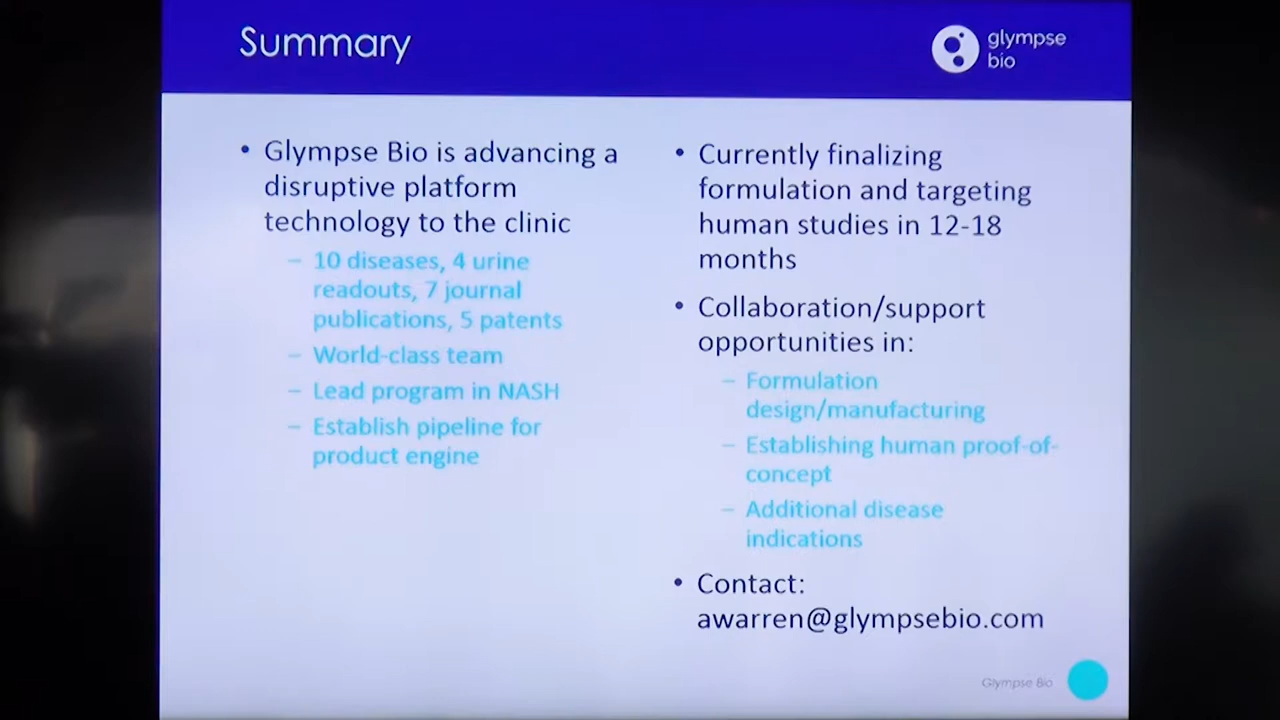 Summary
glympse
bio
• Glympse Bio is advancing a
disruptive platform
technology to the clinic
– 10 diseases, 4 urine
readouts, 7 journal
publications, 5 patents
– World-class team
– Lead program in NASH
– Establish pipeline for
product engine
• Currently finalizing
formulation and targeting
human studies in 12-18
months
• Collaboration/support
opportunities in:
– Formulation
design/manufacturing
– Establishing human proof-of-
concept
– Additional disease
indications
• Contact:
awarren@glympsebio.com
Glympse Bio